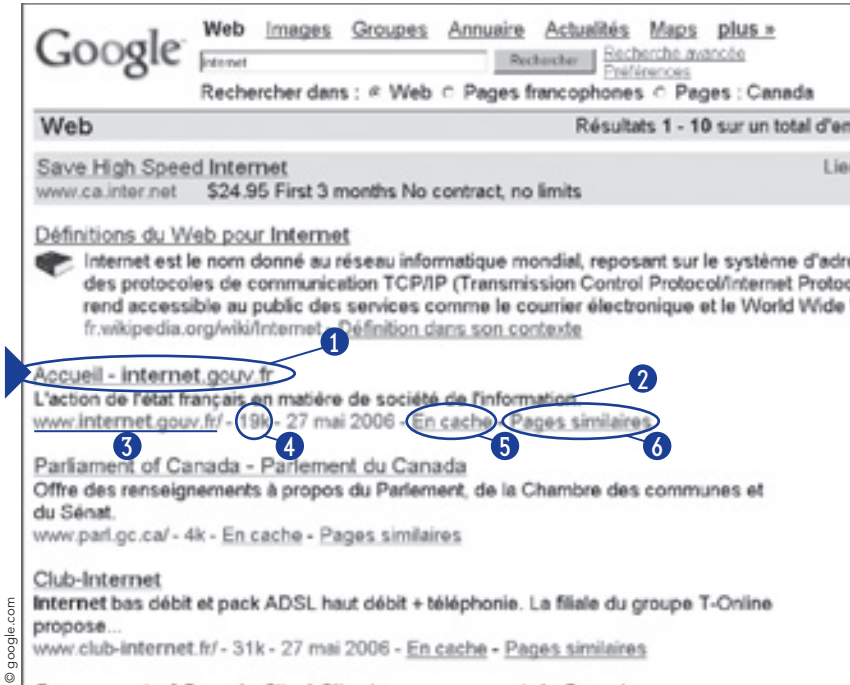 Google
Web Images Groupes Annuaire Actualités Maps plus »
internet Rechercher Recherche avancée
Préférences
Rechercher dans : Web Pages francophones Pages : Canada
Web Résultats 1 - 10 sur un total d'en
Save High Speed Internet Lie
www.ca.inter.net $24.95 First 3 months No contract, no limits
Définitions du Web pour Internet
Internet est le nom donné au réseau informatique mondial, reposant sur le système d'adre
des protocoles de communication TCP/IP (Transmission Control Protocol/Internet Protoc
rend accessible au public des services comme le courrier électronique et le World Wide
fr.wikipedia.org/wiki/Internet - Définition dans son contexte
1
Accueil - internet.gouv.fr
2
L'action de l'état français en matière de société de l'information
www.internet.gouv.fr/ - 19k - 27 mai 2006 - En cache - Pages similaires
3 4 5 6
Parliament of Canada - Parlement du Canada
Offre des renseignements à propos du Parlement, de la Chambre des communes et
du Sénat.
www.parl.gc.ca/ - 4k - En cache - Pages similaires
Club-Internet
Internet bas débit et pack ADSL haut débit + téléphonie. La filiale du groupe T-Online
propose...
www.club-internet.fr/ - 31k - 27 mai 2006 - En cache - Pages similaires
© google.com